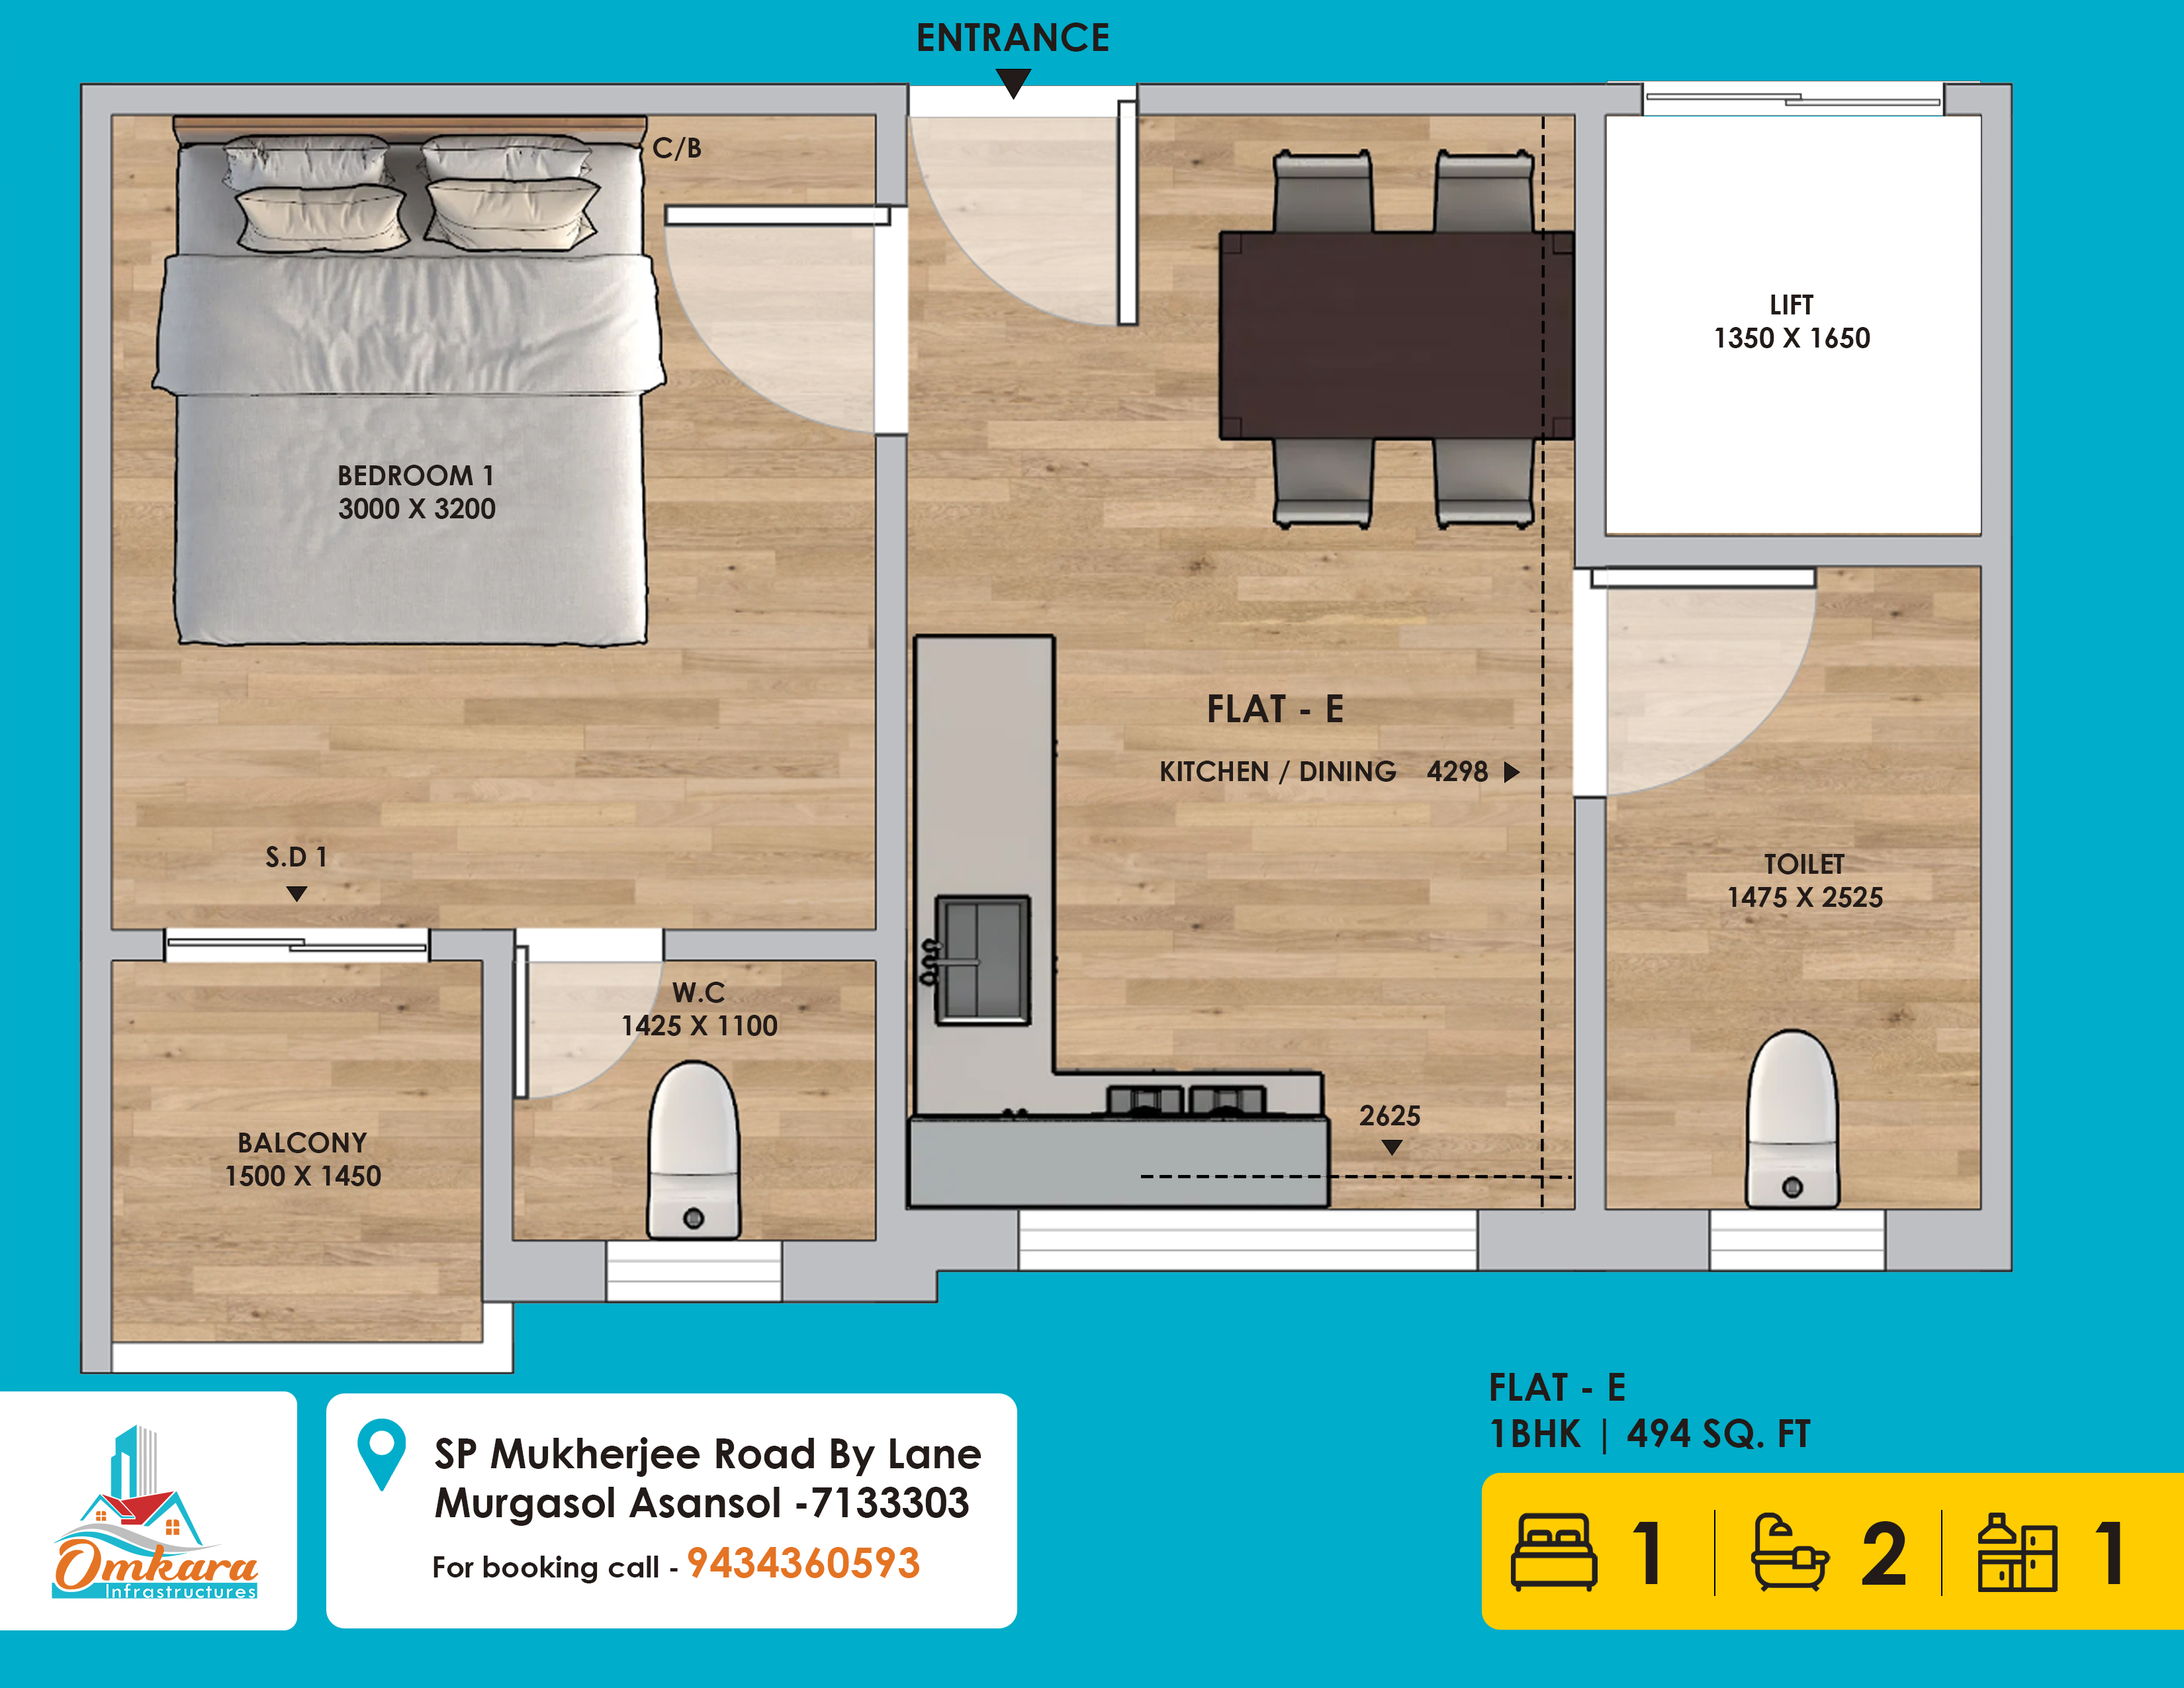 ENTRANCE
C/B
LIFT
1350 X 1650
BEDROOM 1
3000 X 3200
FLAT - E
KITCHEN / DINING 4298
S.D 1
TOILET
1475 X 2525
W.C
1425 X 1100
2625
BALCONY
1500 X 1450
FLAT - E
1BHK | 494 SQ. FT
SP Mukherjee Road By Lane
Murgasol Asansol -7133303
For booking call - 9434360593
Omkara
Infrastructures
1
2
1